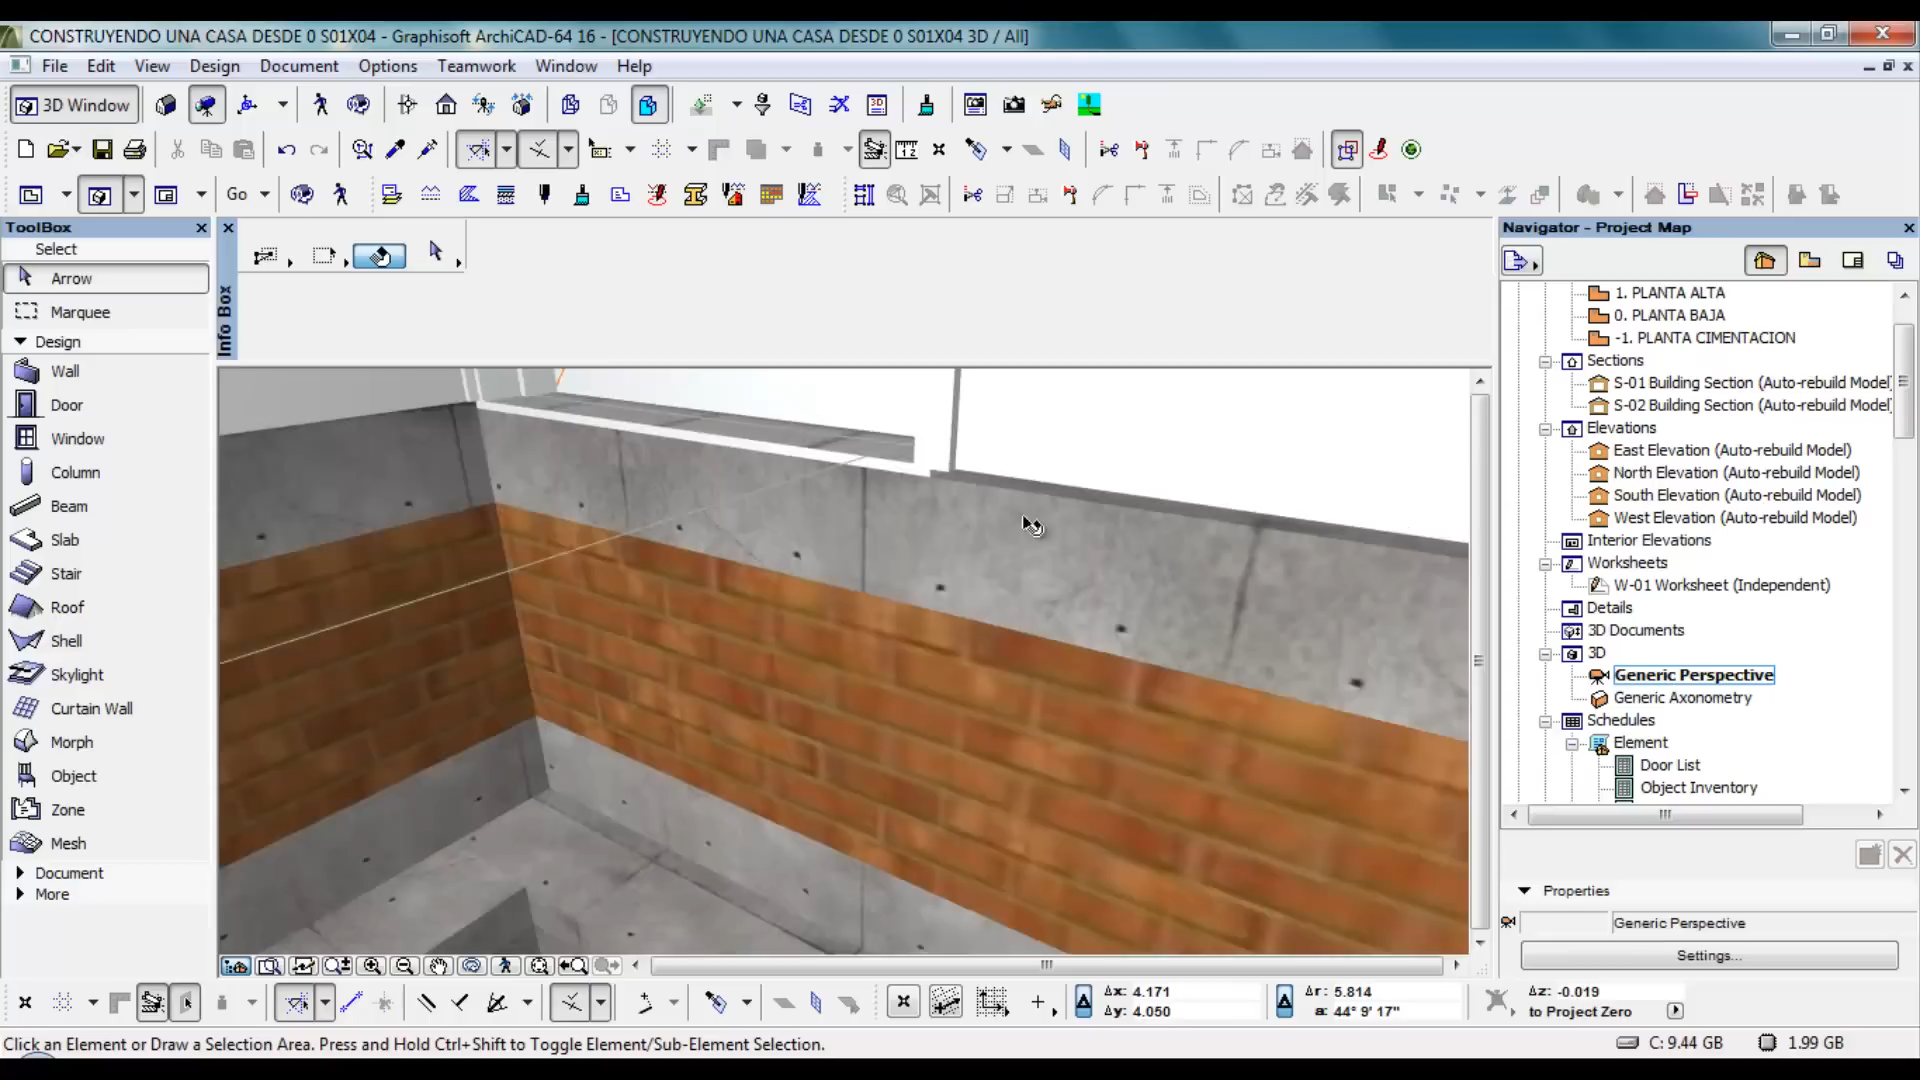 CONSTRUYENDO UNA CASA DESDE 0 S01X04 - Graphisoft ArchiCAD-64 16 - [CONSTRUYENDO UNA CASA DESDE 0 S01X04 3D / All]
File Edit View Design Document Options Teamwork Window Help
3D Window
Go
ToolBox
Select
Arrow
Marquee
Design
Wall
Door
Window
Column
Beam
Slab
Stair
Roof
Shell
Skylight
Curtain Wall
Morph
Object
Zone
Mesh
Document
More
Info Box
Navigator - Project Map
1. PLANTA ALTA
0. PLANTA BAJA
-1. PLANTA CIMENTACION
Sections
S-01 Building Section (Auto-rebuild Model)
S-02 Building Section (Auto-rebuild Model)
Elevations
East Elevation (Auto-rebuild Model)
North Elevation (Auto-rebuild Model)
South Elevation (Auto-rebuild Model)
West Elevation (Auto-rebuild Model)
Interior Elevations
Worksheets
W-01 Worksheet (Independent)
Details
3D Documents
3D
Generic Perspective
Generic Axonometry
Schedules
Element
Door List
Object Inventory
Properties
Generic Perspective
Settings...
Δx: 4.171
Δy: 4.050
Δr: 5.814
a: 44° 9' 17"
Δz: -0.019
to Project Zero
Click an Element or Draw a Selection Area. Press and Hold Ctrl+Shift to Toggle Element/Sub-Element Selection.
C: 9.44 GB
1.99 GB